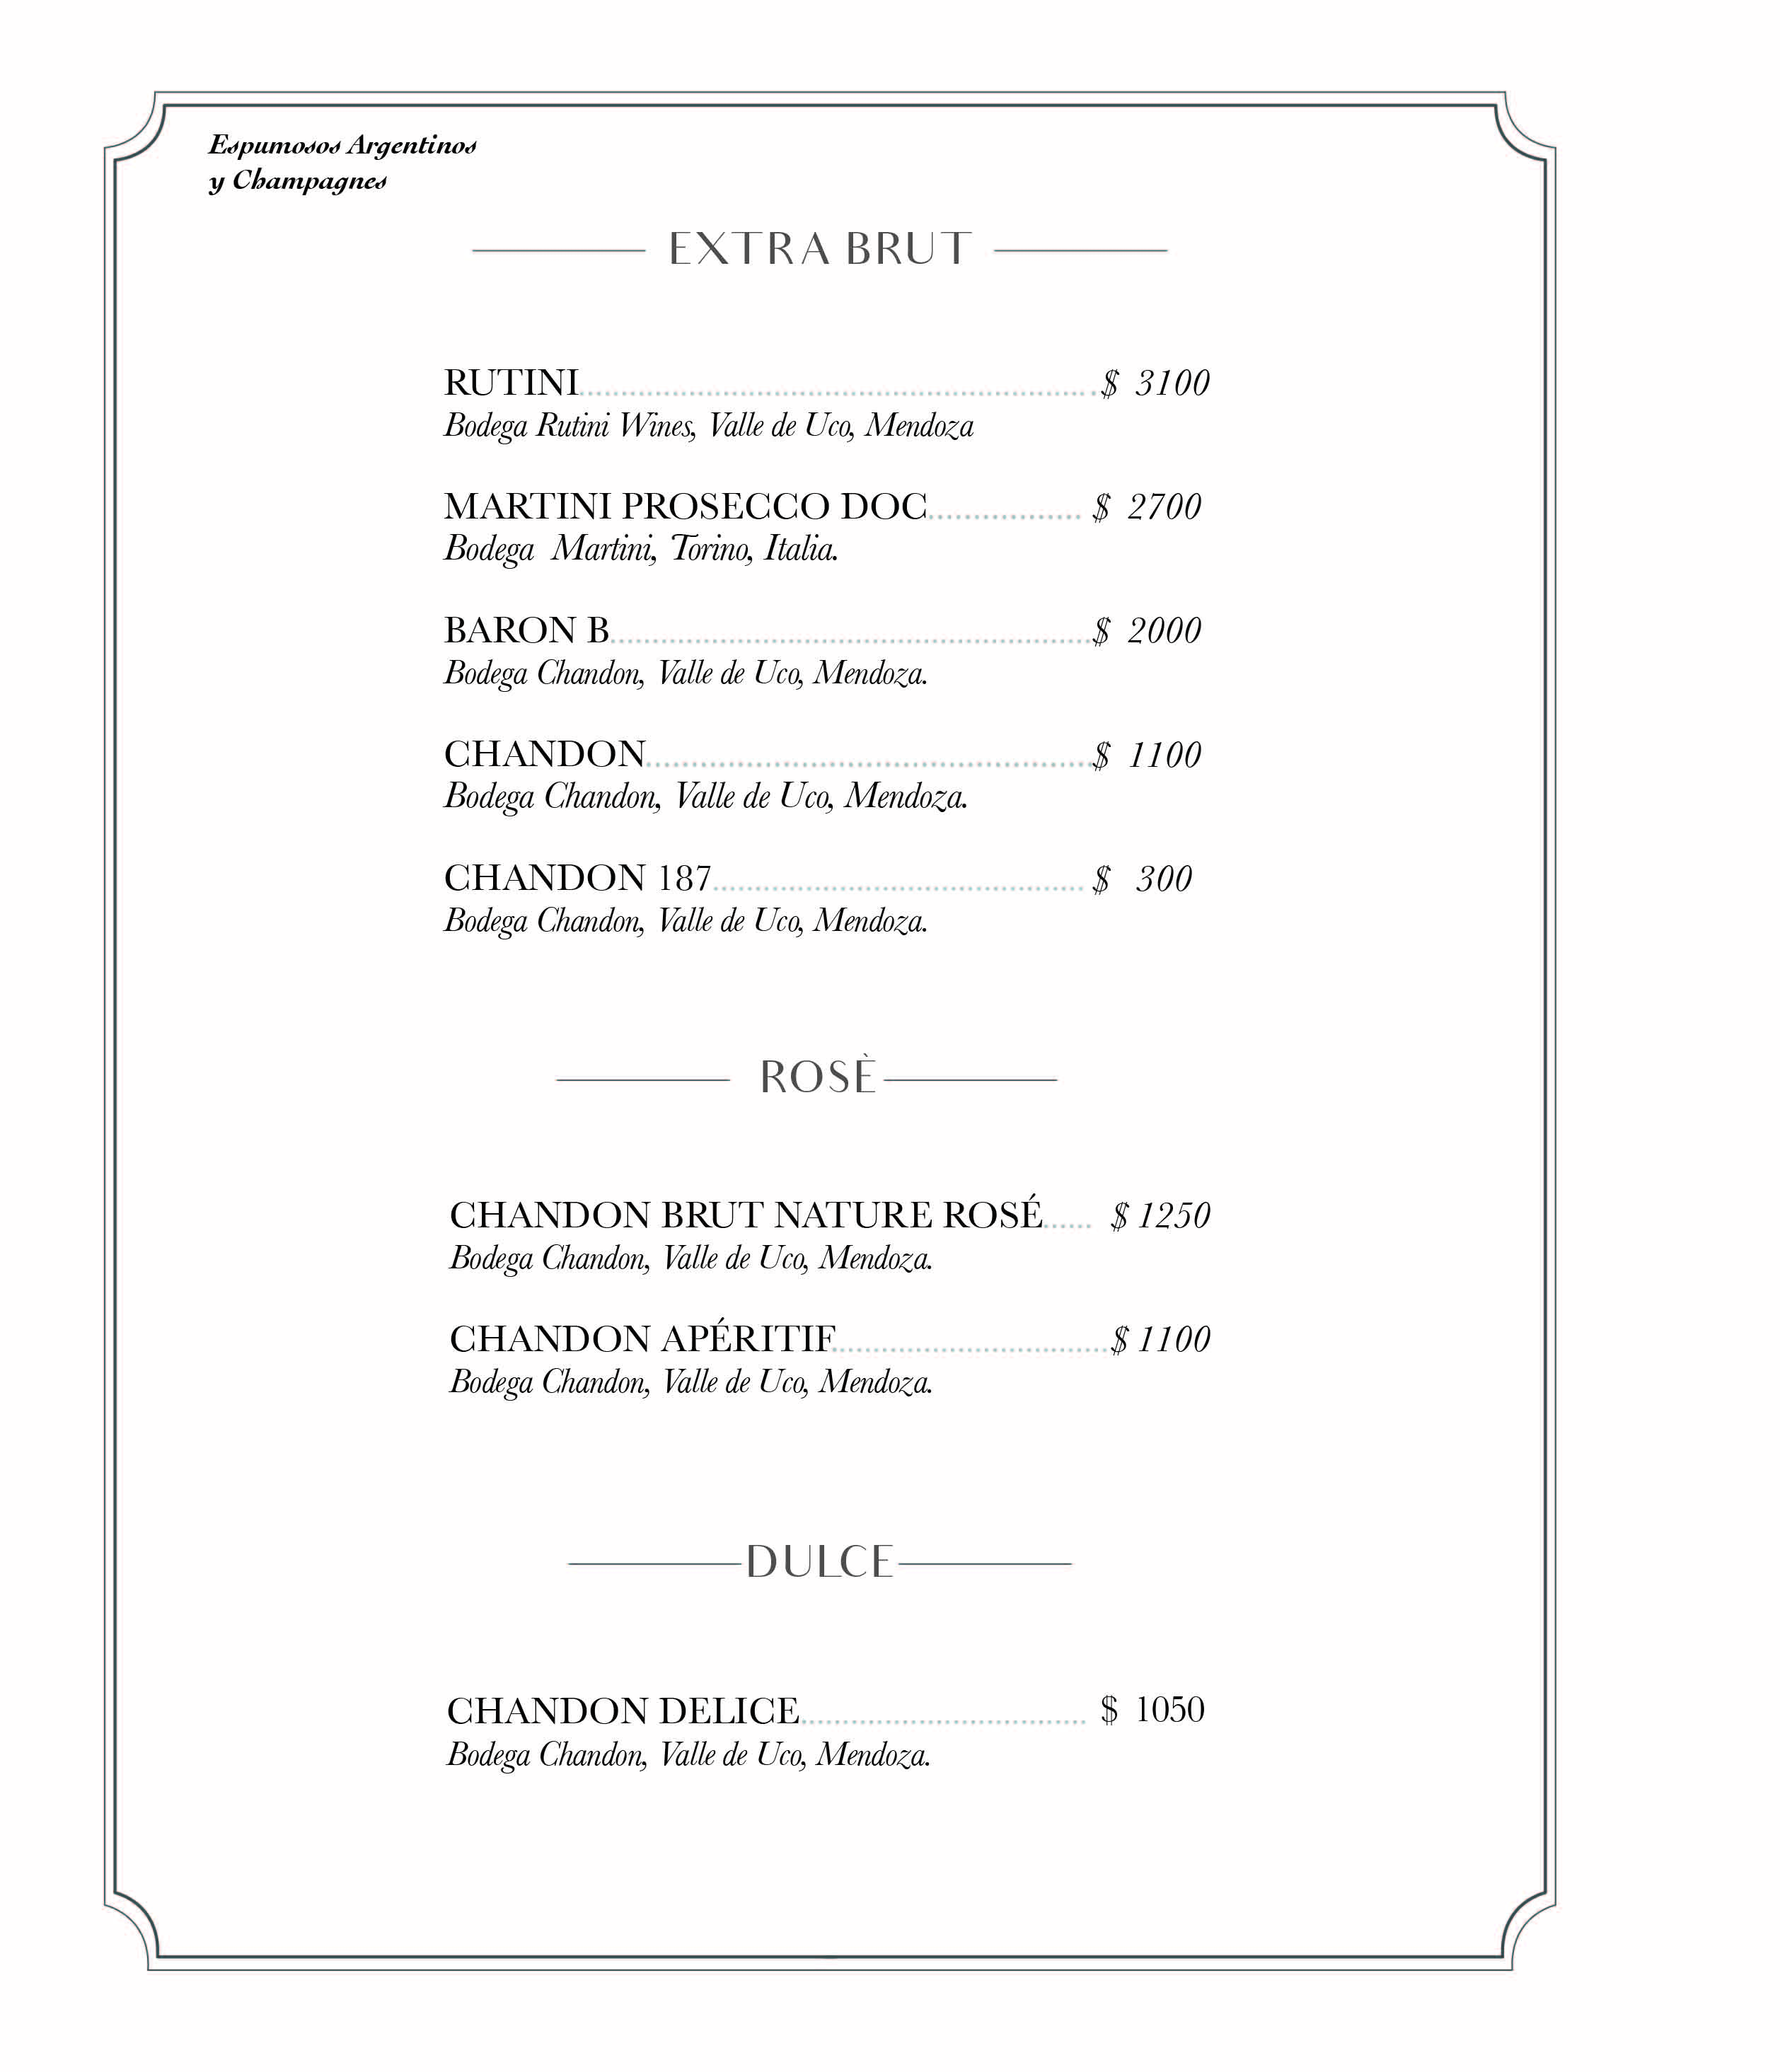 Espumosos Argentinos
y Champagnes
EXTRA BRUT
RUTINI........................................................$ 3100
Bodega Rutini Wines, Valle de Uco, Mendoza
MARTINI PROSECCO DOC................ $ 2700
Bodega Martini, Torino, Italia.
BARON B....................................................$ 2000
Bodega Chandon, Valle de Uco, Mendoza.
CHANDON................................................$ 1100
Bodega Chandon, Valle de Uco, Mendoza.
CHANDON 187........................................ $ 300
Bodega Chandon, Valle de Uco, Mendoza.
ROSÈ
CHANDON BRUT NATURE ROSÉ...... $ 1250
Bodega Chandon, Valle de Uco, Mendoza.
CHANDON APÉRITIF..............................$ 1100
Bodega Chandon, Valle de Uco, Mendoza.
DULCE
CHANDON DELICE.............................. $ 1050
Bodega Chandon, Valle de Uco, Mendoza.